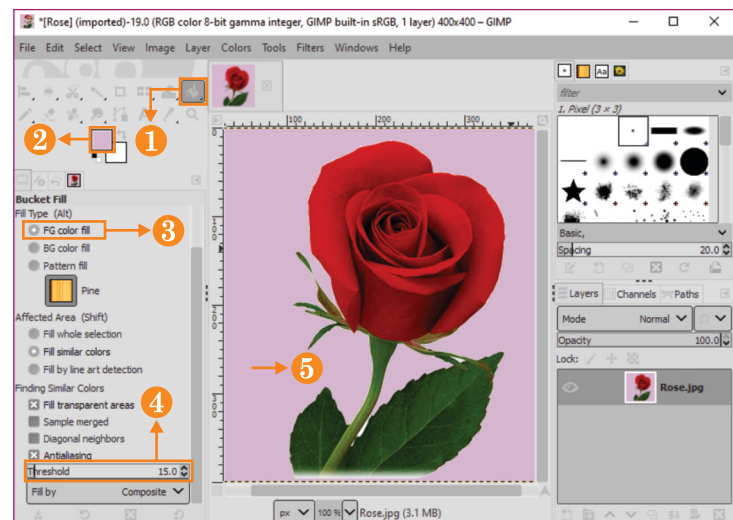 *[Rose] (imported)-19.0 (RGB color 8-bit gamma integer, GIMP built-in sRGB, 1 layer) 400x400 – GIMP
File Edit Select View Image Layer Colors Tools Filters Windows Help
1
2
Bucket Fill
Fill Type (Alt)
FG color fill
3
BG color fill
Pattern fill
Pine
Affected Area (Shift)
Fill whole selection
Fill similar colors
Fill by line art detection
Finding Similar Colors
Fill transparent areas
4
Sample merged
Diagonal neighbors
Antialiasing
Threshold 15.0
Fill by Composite
100 200 300
5
px 100 % Rose.jpg (3.1 MB)
Aa
filter
1. Pixel (3 × 3)
Basic,
Spacing 20.0
Layers Channels Paths
Mode Normal
Opacity 100.0
Lock:
Rose.jpg